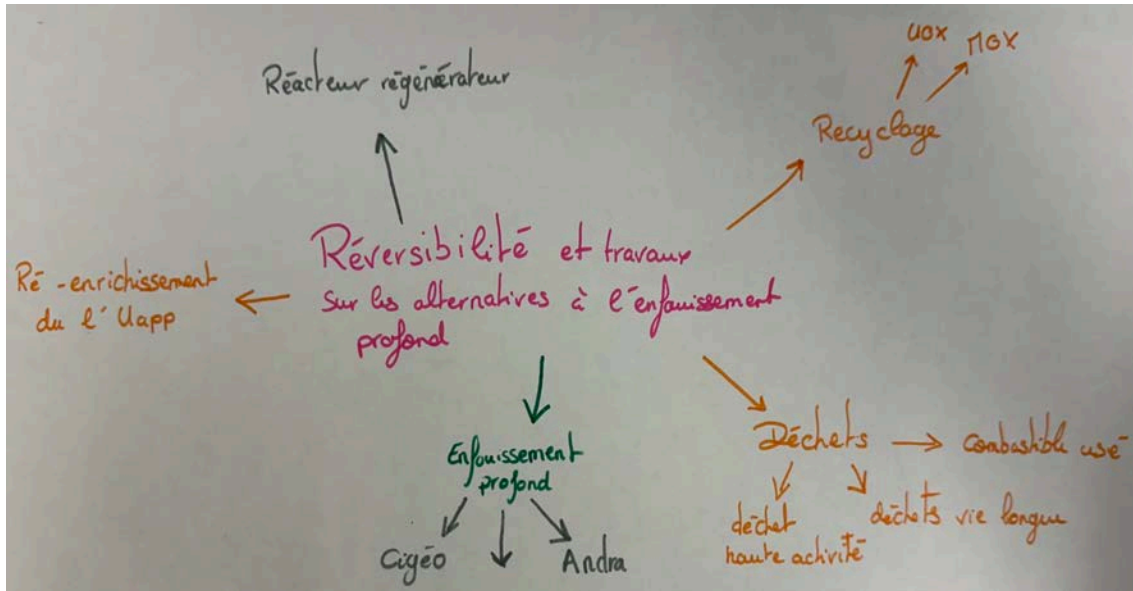 UOX
MOX
Réacteur régénérateur
Recyclage
Réversibilité et travaux
sur les alternatives à l'enfouissement
profond
Ré-enrichissement
du l'Uapp
Enfouissement
profond
Cigéo
Andra
Déchets
Combastible usé
déchet
haute activité
déchets vie longue